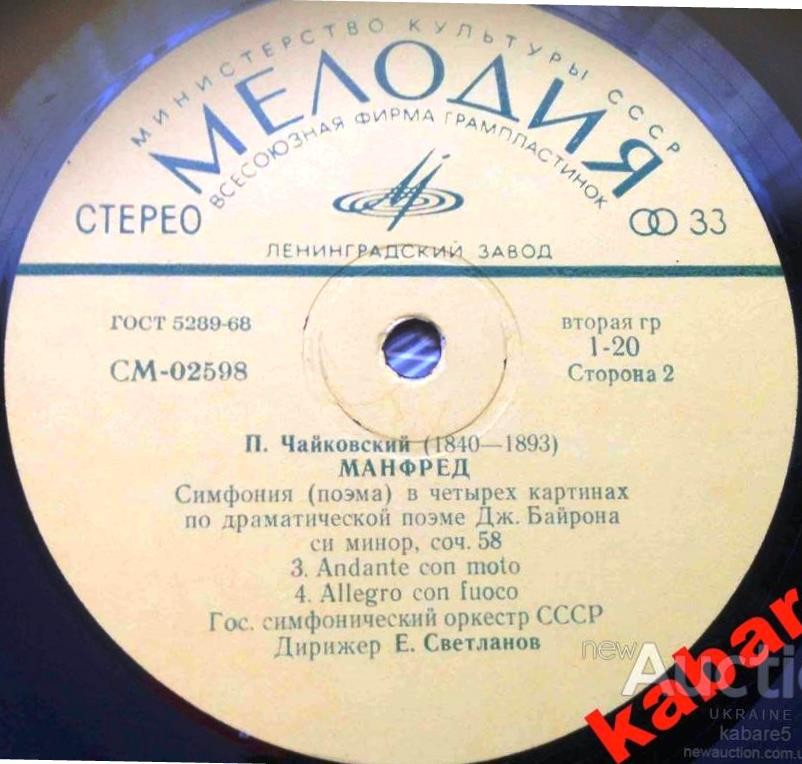 МИНИСТЕРСТВО КУЛЬТУРЫ СССР
МЕЛОДИЯ
ВСЕСОЮЗНАЯ ФИРМА ГРАМПЛАСТИНОК
СТЕРЕО
33
ЛЕНИНГРАДСКИЙ ЗАВОД
ГОСТ 5289-68
СМ-02598
вторая гр
1-20
Сторона 2
П. Чайковский (1840—1893)
МАНФРЕД
Симфония (поэма) в четырех картинах
по драматической поэме Дж. Байрона
си минор, соч. 58
3. Andante con moto
4. Allegro con fuoco
Гос. симфонический оркестр СССР
Дирижер Е. Светланов
newAuctio
kabar
UKRAINE
kabare5
newauction.com.u